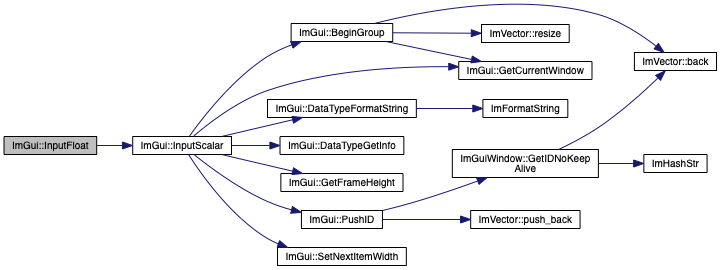 ImGui::InputFloat
ImGui::InputScalar
ImGui::BeginGroup
ImGui::GetCurrentWindow
ImGui::DataTypeFormatString
ImGui::DataTypeGetInfo
ImGui::GetFrameHeight
ImGui::PushID
ImGui::SetNextItemWidth
ImVector::resize
ImFormatString
ImGuiWindow::GetIDNoKeep
Alive
ImVector::push_back
ImVector::back
ImHashStr